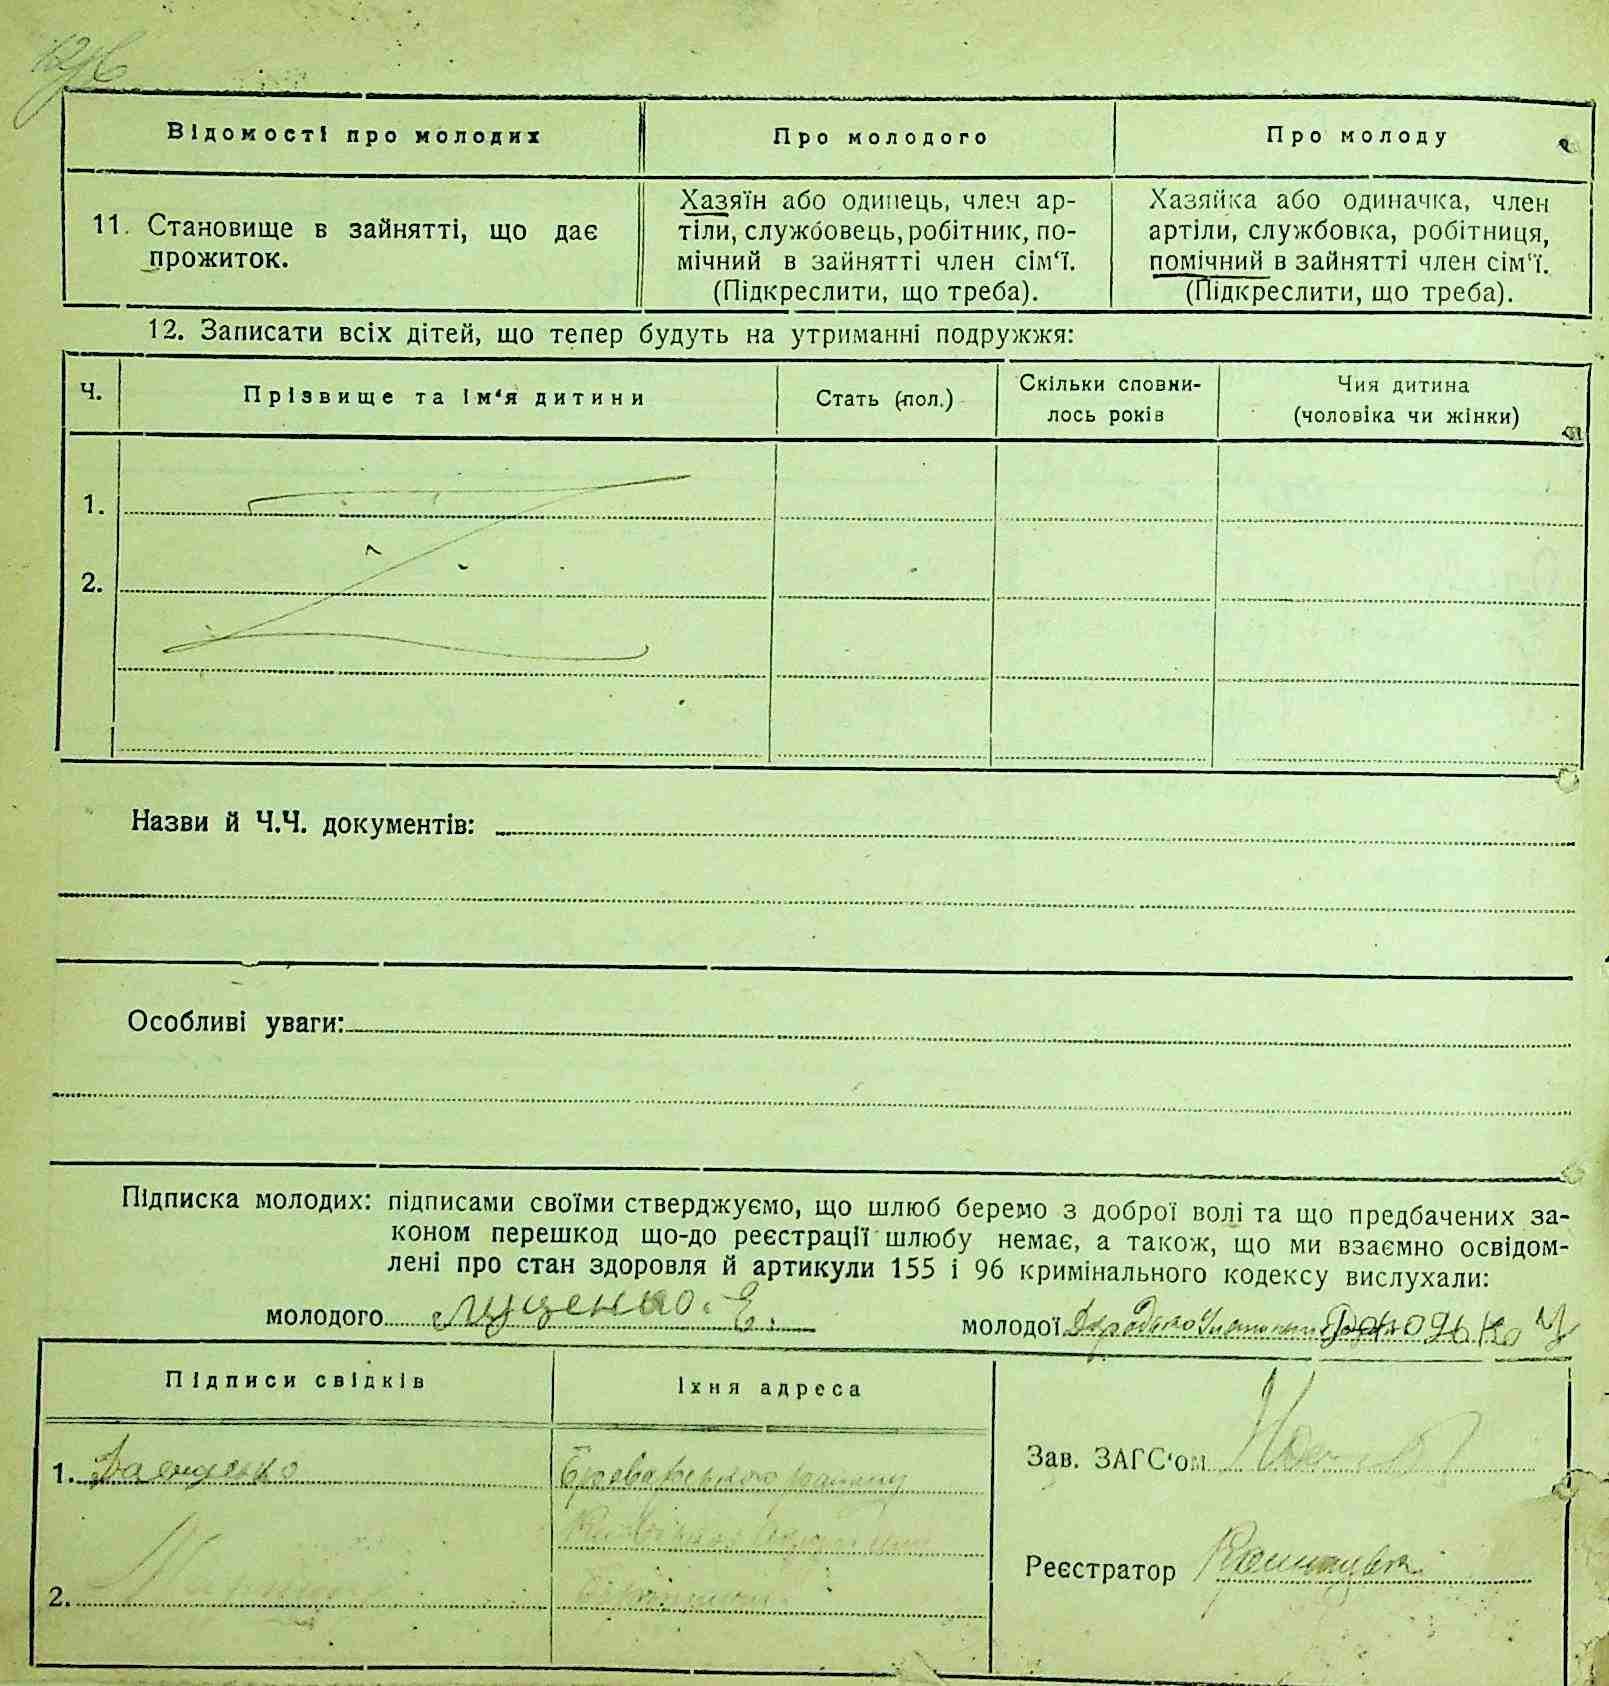 Відомості про молодих
Про молодого
Про молоду
11. Становище в зайнятті, що дає
прожиток.
Хазяїн або одинець, член ар-
тіли, службовець, робітник, по-
мічний в зайнятті член сім'ї.
(Підкреслити, що треба).
Хазяйка або одиначка, член
артіли, службовка, робітниця,
помічний в зайнятті член сім'ї.
(Підкреслити, що треба).
12. Записати всіх дітей, що тепер будуть на утриманні подружжя:
Ч.
Прізвище та ім'я дитини
Стать (пол.)
Скільки сповни-
лось років
Чия дитина
(чоловіка чи жінки)
1.
2.
Назви й Ч.Ч. документів:
Особливі уваги:
Підписка молодих: підписами своїми стверджуємо, що шлюб беремо з доброї волі та що предбачених за-
коном перешкод що-до реєстрації шлюбу немає, а також, що ми взаємно освідом-
лені про стан здоровля й артикули 155 і 96 кримінального кодексу вислухали:
молодого Луценко Е.
молодої
Підписи свідків
Їхня адреса
1.
Броварського району
2.
Зав. ЗАГС'ом
Реєстратор